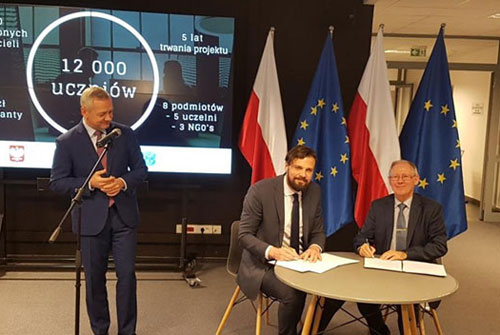 12 000
uczniów
5 lat
trwania projektu
8 podmiotów
- 5 uczelni
- 3 NGO's